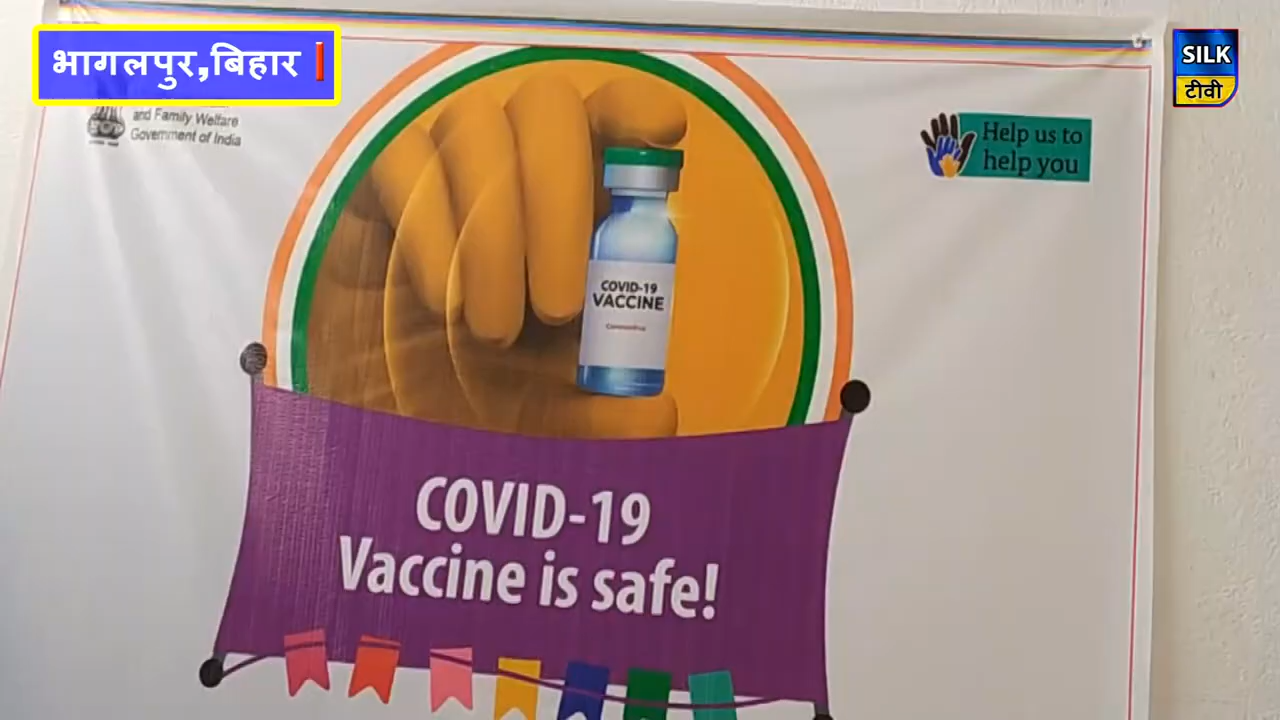 भागलपुर,बिहार
SILK
टीवी
and Family Welfare
Government of India
Help us to
help you
COVID-19
VACCINE
Coronavirus
COVID-19
Vaccine is safe!